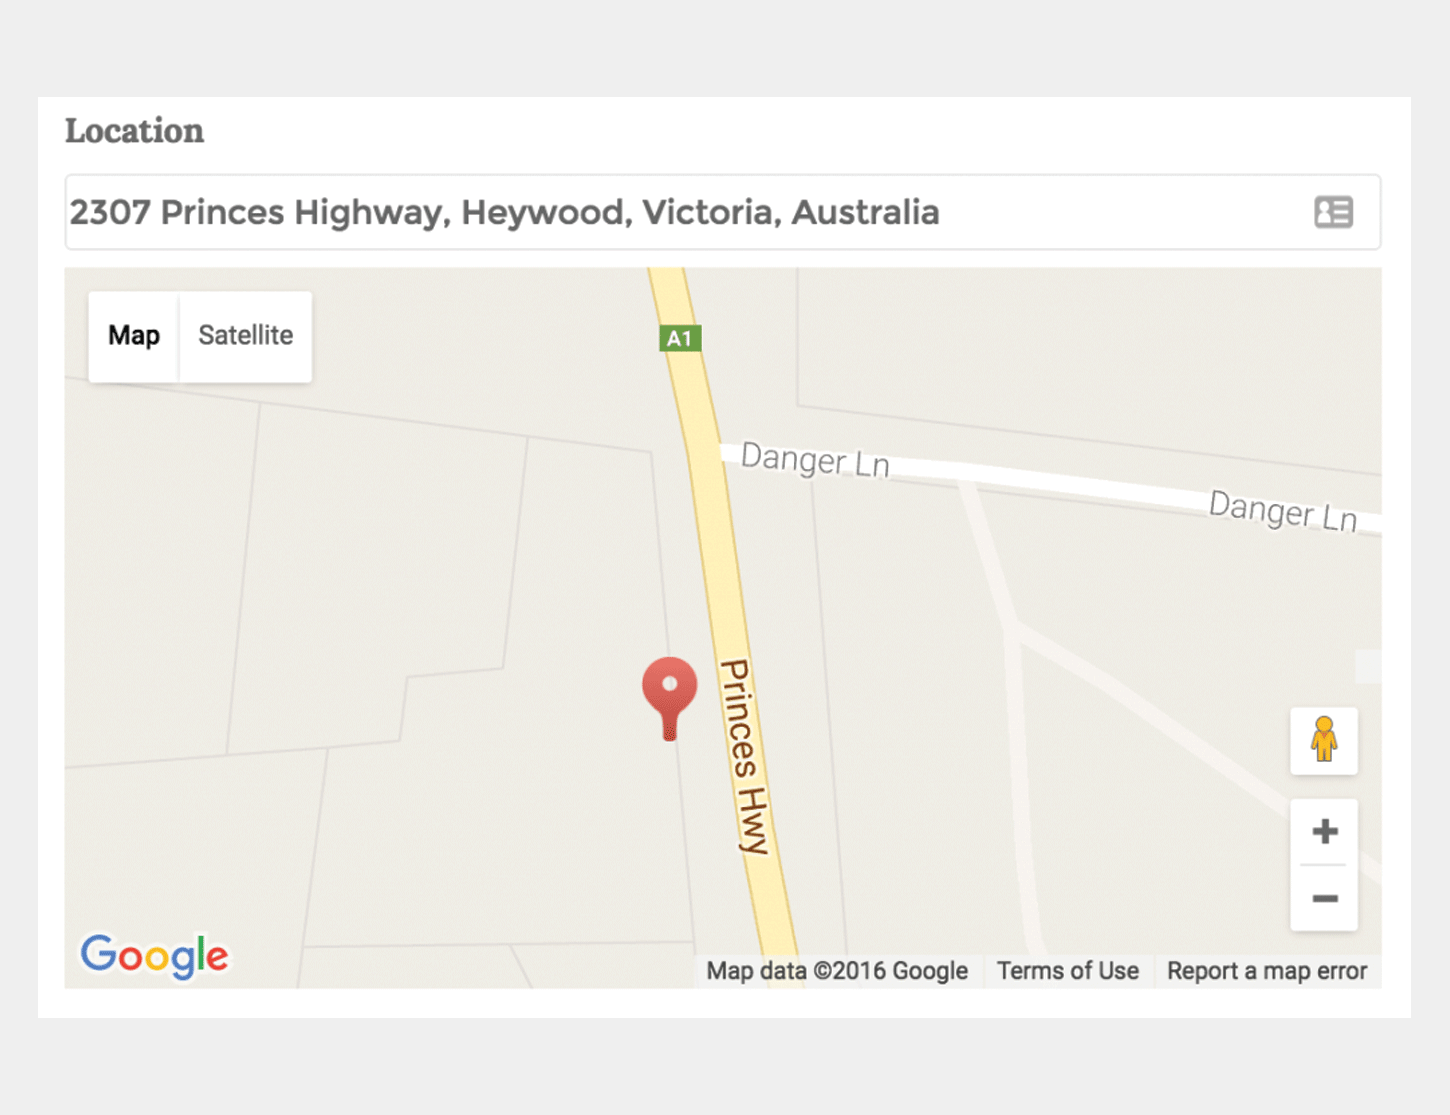 Location
2307 Princes Highway, Heywood, Victoria, Australia
Map Satellite
A1
Danger Ln
Danger Ln
Princes Hwy
Google
Map data ©2016 Google Terms of Use Report a map error